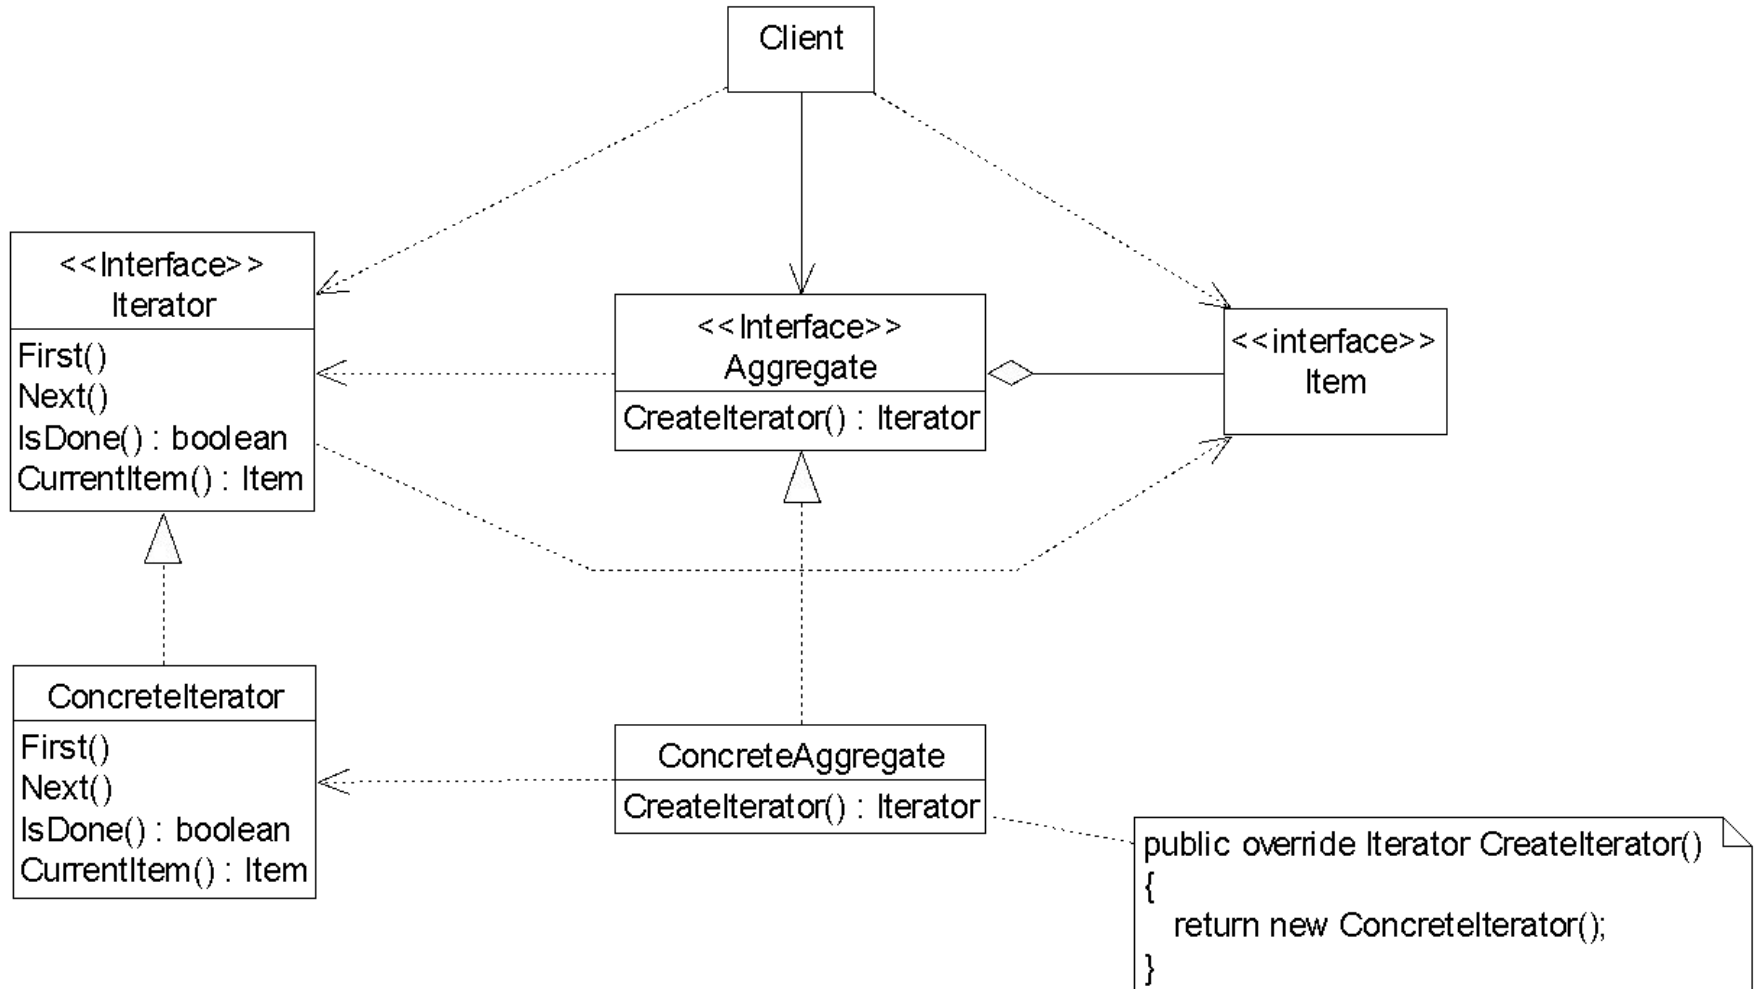 Client
<<Interface>>
Iterator
First()
Next()
IsDone() : boolean
CurrentItem() : Item
<<Interface>>
Aggregate
CreateIterator() : Iterator
<<interface>>
Item
ConcreteIterator
First()
Next()
IsDone() : boolean
CurrentItem() : Item
ConcreteAggregate
CreateIterator() : Iterator
public override Iterator CreateIterator()
{
return new ConcreteIterator();
}